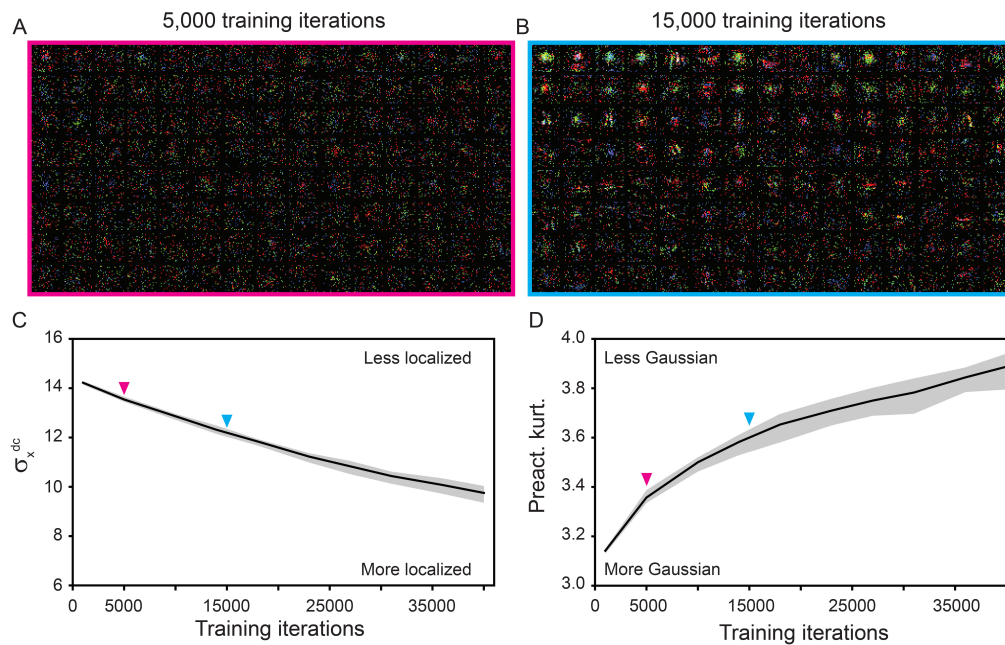 A
5,000 training iterations
B
15,000 training iterations
C
16
14
12
10
8
6
σₓᵈᶜ
Less localized
More localized
0
5000
15000
25000
35000
Training iterations
D
4.0
3.8
3.6
3.4
3.2
3.0
Preact. kurt.
Less Gaussian
More Gaussian
0
5000
15000
25000
35000
Training iterations